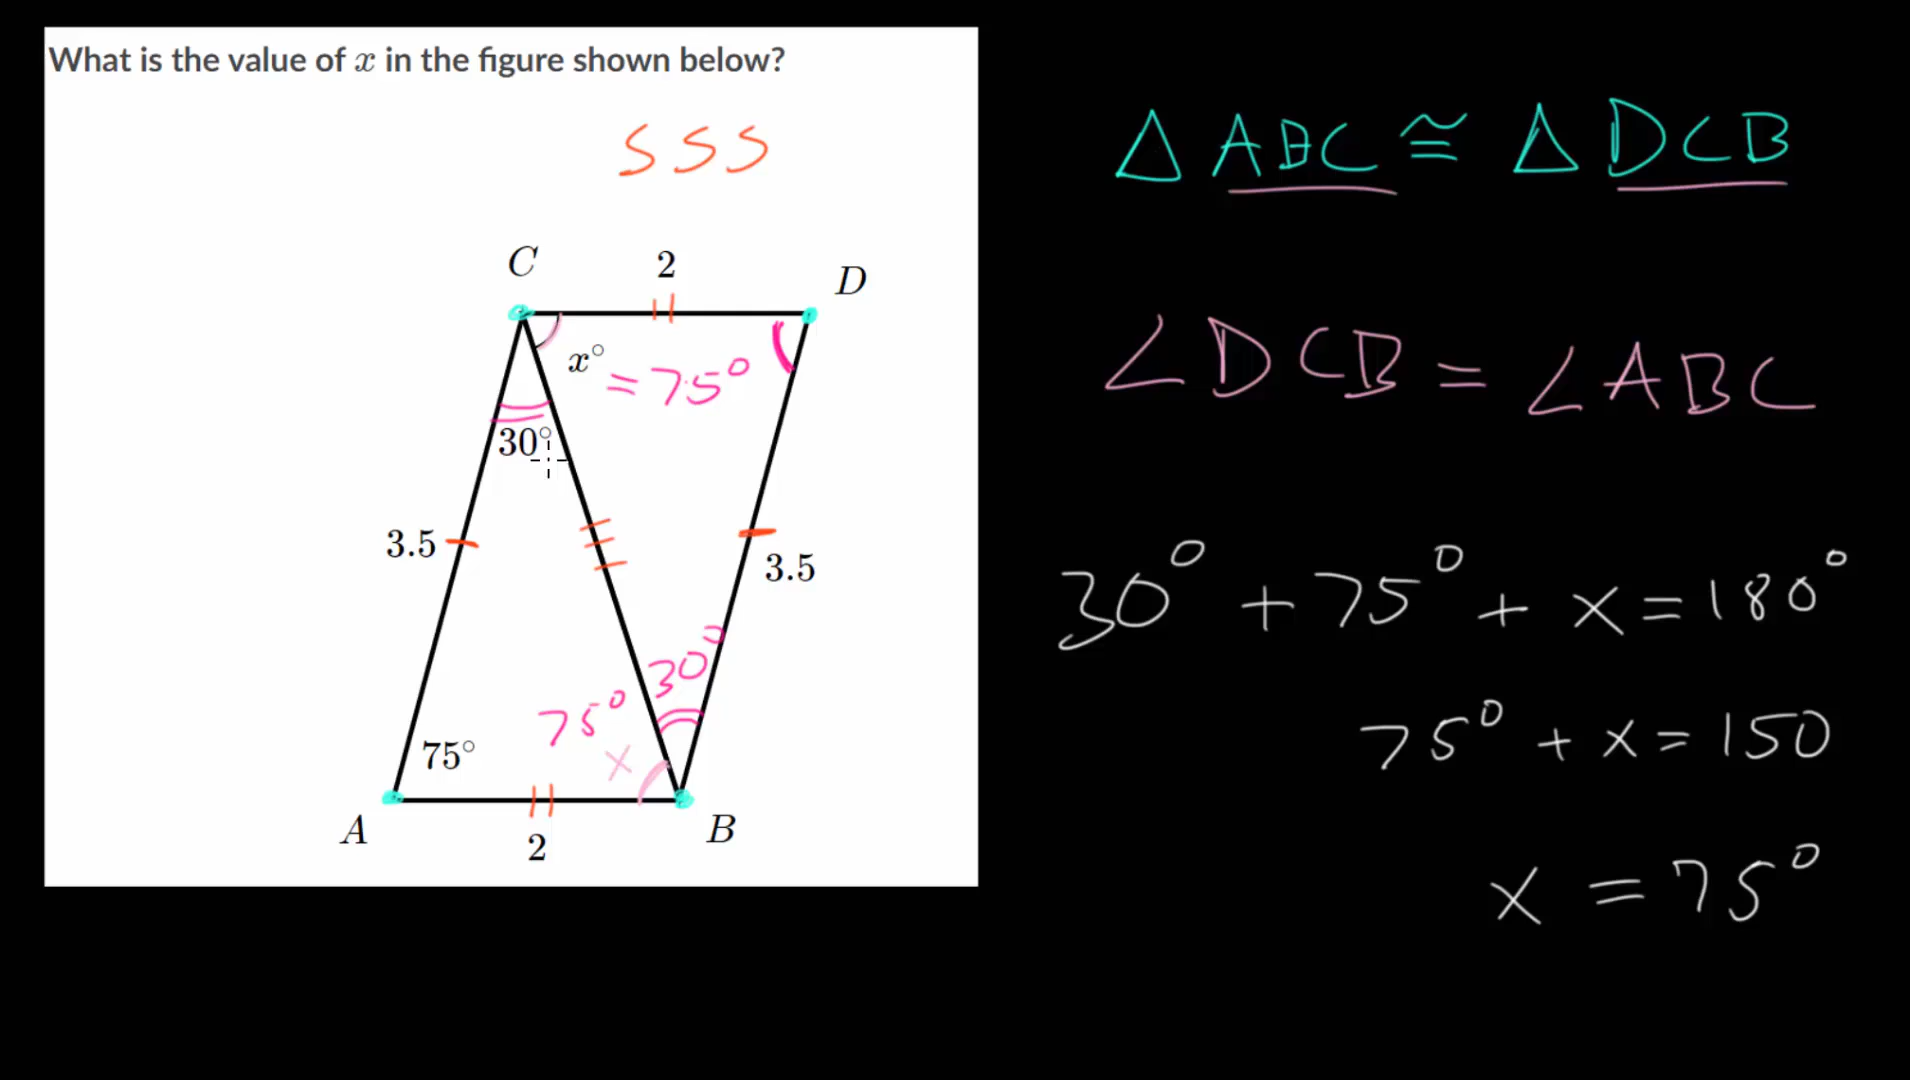 What is the value of x in the figure shown below?
SSS
C
2
D
x° = 75°
30°
3.5
3.5
30°
75°
75°
x
A
2
B
△ABC ≅ △DCB
∠DCB = ∠ABC
30° + 75° + x = 180°
75° + x = 150
x = 75°